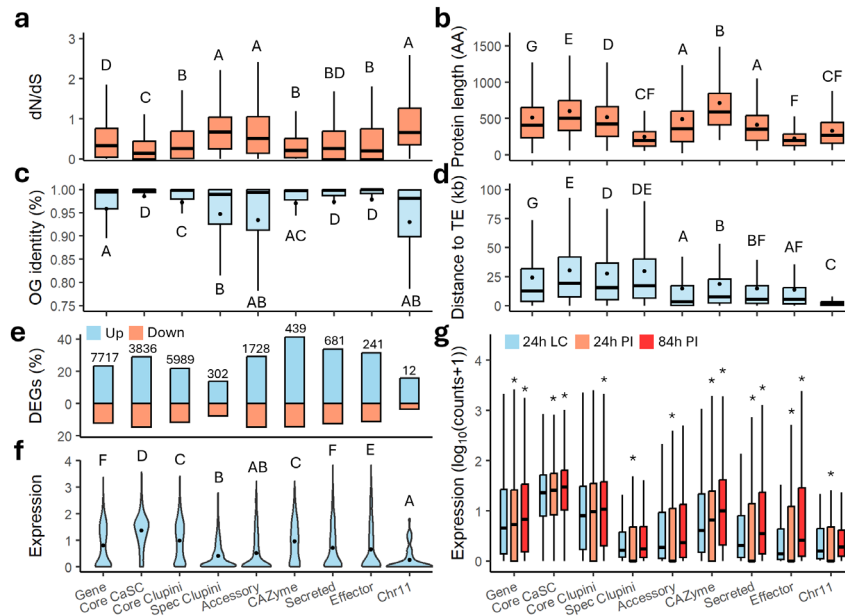 a
dN/dS
3
2
1
0
D
C
B
A
A
B
BD
B
A
b
Protein length (AA)
1500
1000
500
0
G
E
D
CF
A
B
A
F
CF
c
OG identity (%)
1.00
0.95
0.90
0.85
0.80
0.75
A
D
C
B
AB
AC
D
D
AB
d
Distance to TE (kb)
100
75
50
25
0
G
E
D
DE
A
B
BF
AF
C
e
Up Down
DEGs (%)
40
20
0
20
7717
3836
5989
302
1728
439
681
241
12
f
Expression
4
3
2
1
0
F
D
C
B
AB
C
F
E
A
Gene
Core CaSC
Core Clupini
Spec Clupini
Accessory
CAZyme
Secreted
Effector
Chr11
g
24h LC 24h PI 84h PI
Expression (log10(counts+1))
4
3
2
1
0
* *
* *
*
*
*
* *
* *
* *
*
Gene
Core CaSC
Core Clupini
Spec Clupini
Accessory
CAZyme
Secreted
Effector
Chr11